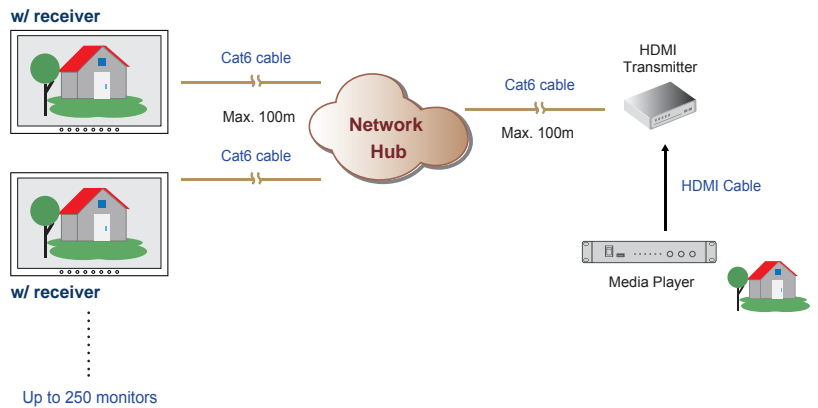 w/ receiver
Cat6 cable
Max. 100m
Cat6 cable
Network
Hub
Cat6 cable
Max. 100m
HDMI
Transmitter
HDMI Cable
Media Player
w/ receiver
Up to 250 monitors